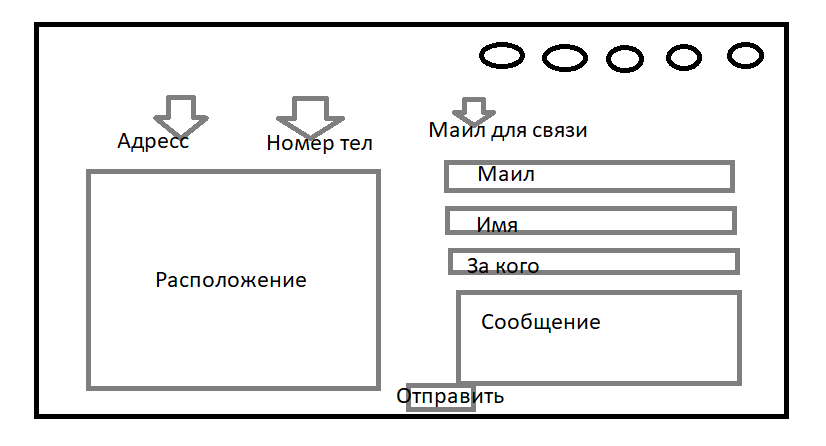 Адресс
Номер тел
Маил для связи
Расположение
Маил
Имя
За кого
Сообщение
Отправить